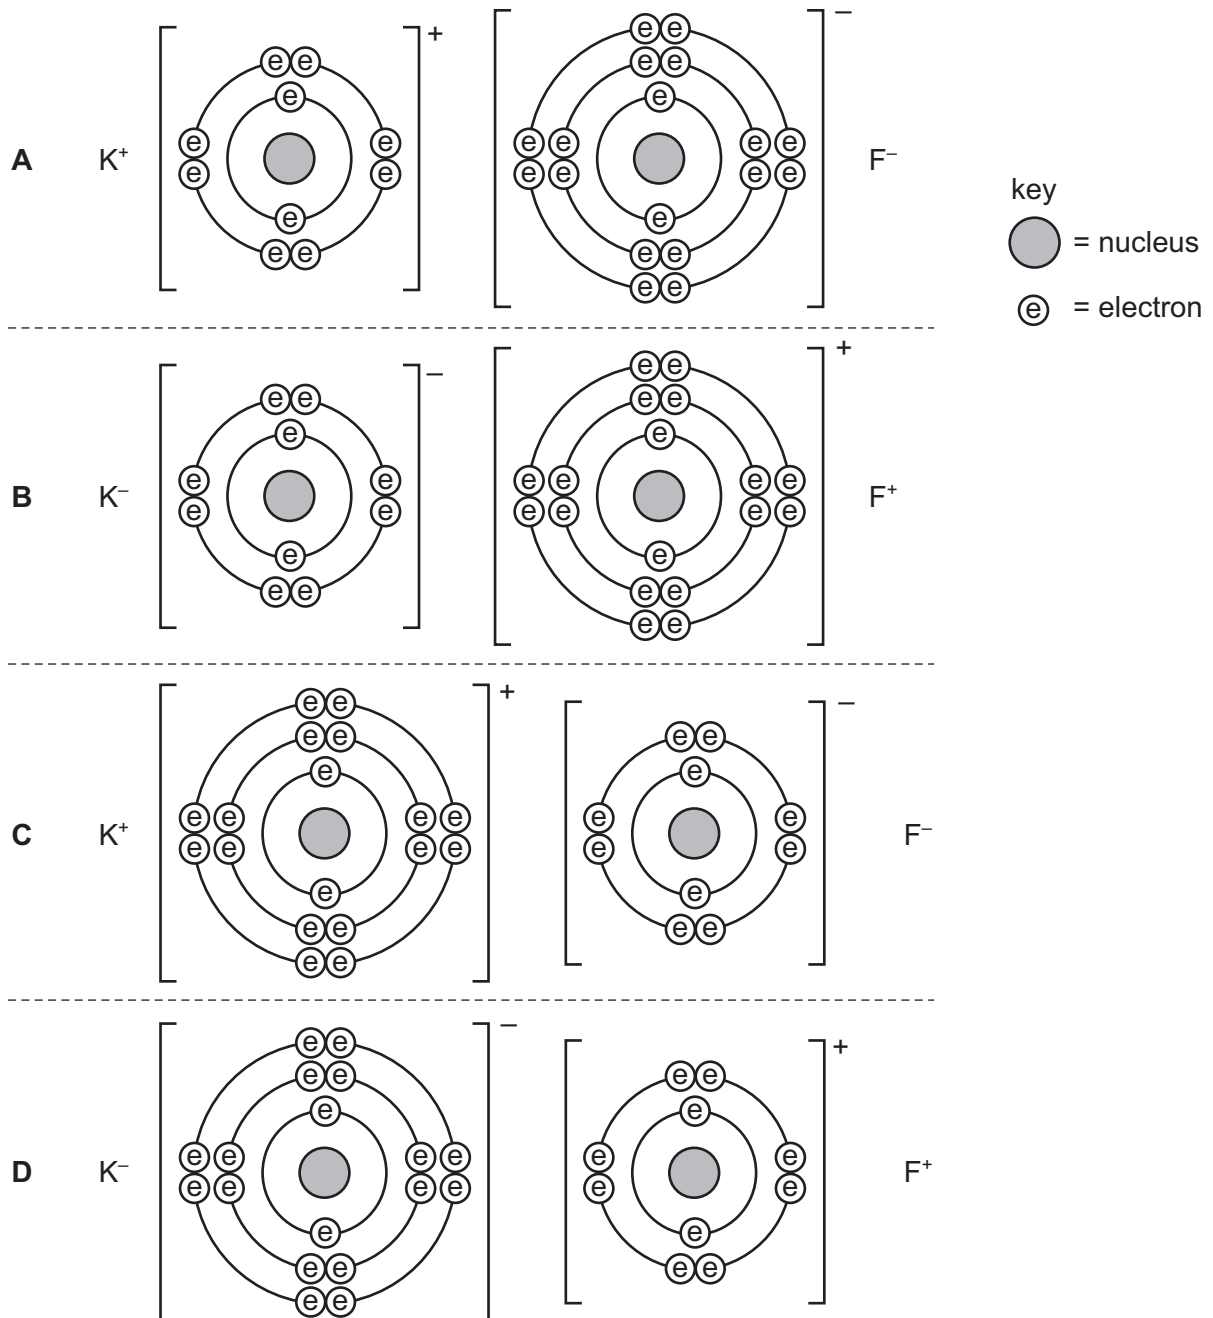 A K⁺ [ e e e e e e e e e e ]⁺ [ e e e e e e e e e e e e e e e e e e ]⁻ F⁻
key
= nucleus
e = electron
B K⁻ [ e e e e e e e e e e ]⁻ [ e e e e e e e e e e e e e e e e e e ]⁺ F⁺
C K⁺ [ e e e e e e e e e e e e e e e e e e ]⁺ [ e e e e e e e e e e ]⁻ F⁻
D K⁻ [ e e e e e e e e e e e e e e e e e e ]⁻ [ e e e e e e e e e e ]⁺ F⁺